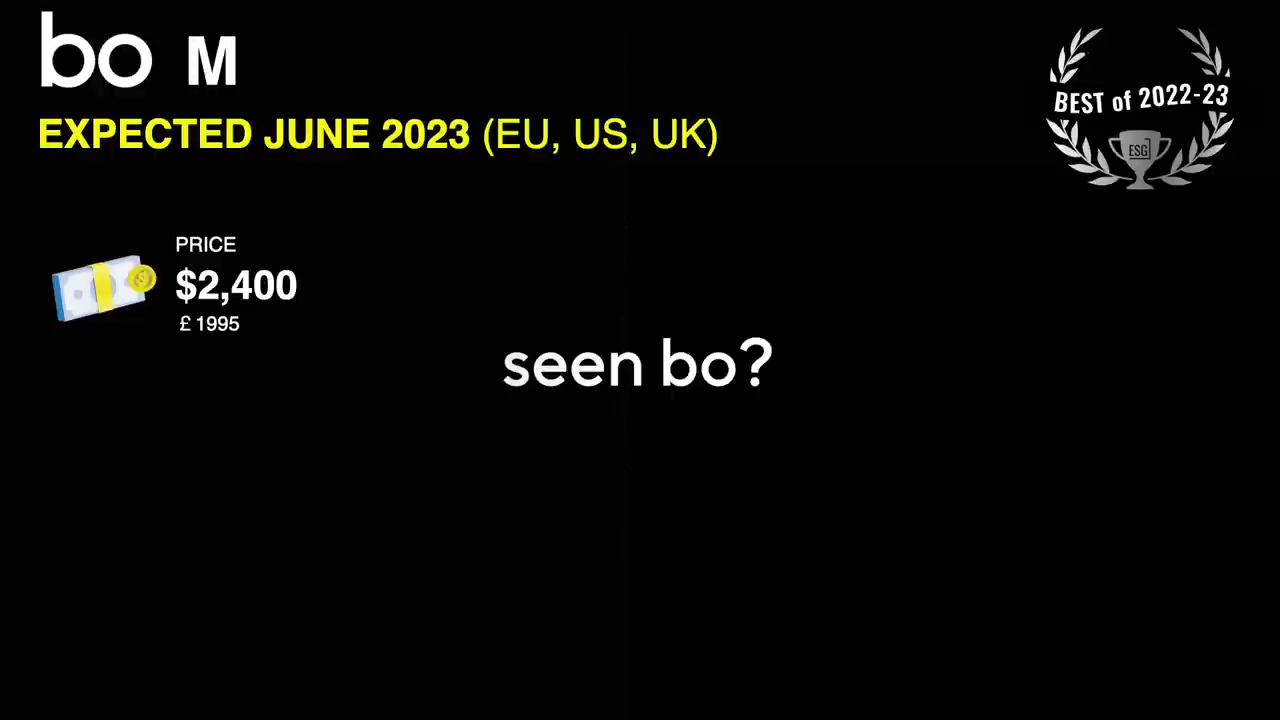 bo M
EXPECTED JUNE 2023 (EU, US, UK)
BEST of 2022-23
ESG
PRICE
$2,400
£ 1995
seen bo?